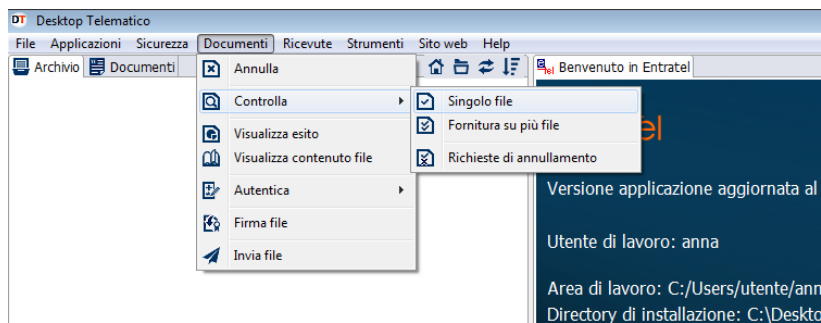 DT Desktop Telematico
File Applicazioni Sicurezza Documenti Ricevute Strumenti Sito web Help
Archivio Documenti Benvenuto in Entratel
Annulla
Controlla
Singolo file
Fornitura su più file
Richieste di annullamento
Visualizza esito
Visualizza contenuto file
Autentica
Firma file
Invia file
el
Versione applicazione aggiornata al
Utente di lavoro: anna
Area di lavoro: C:/Users/utente/ann
Directory di installazione: C:\Deskto